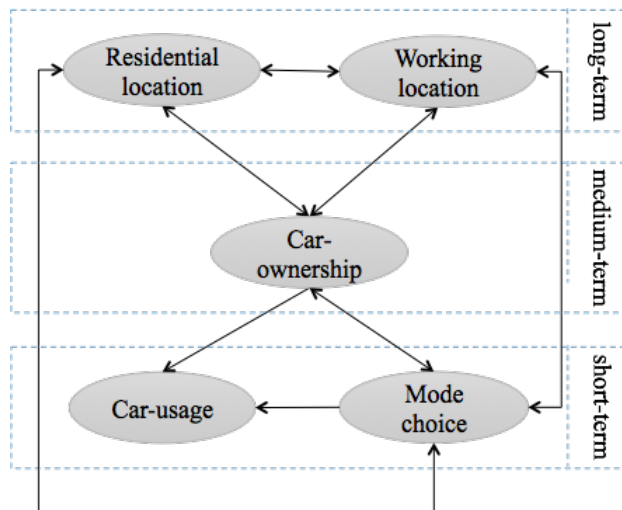 Residential
location
Working
location
long-term
Car-
ownership
medium-term
Car-usage
Mode
choice
short-term